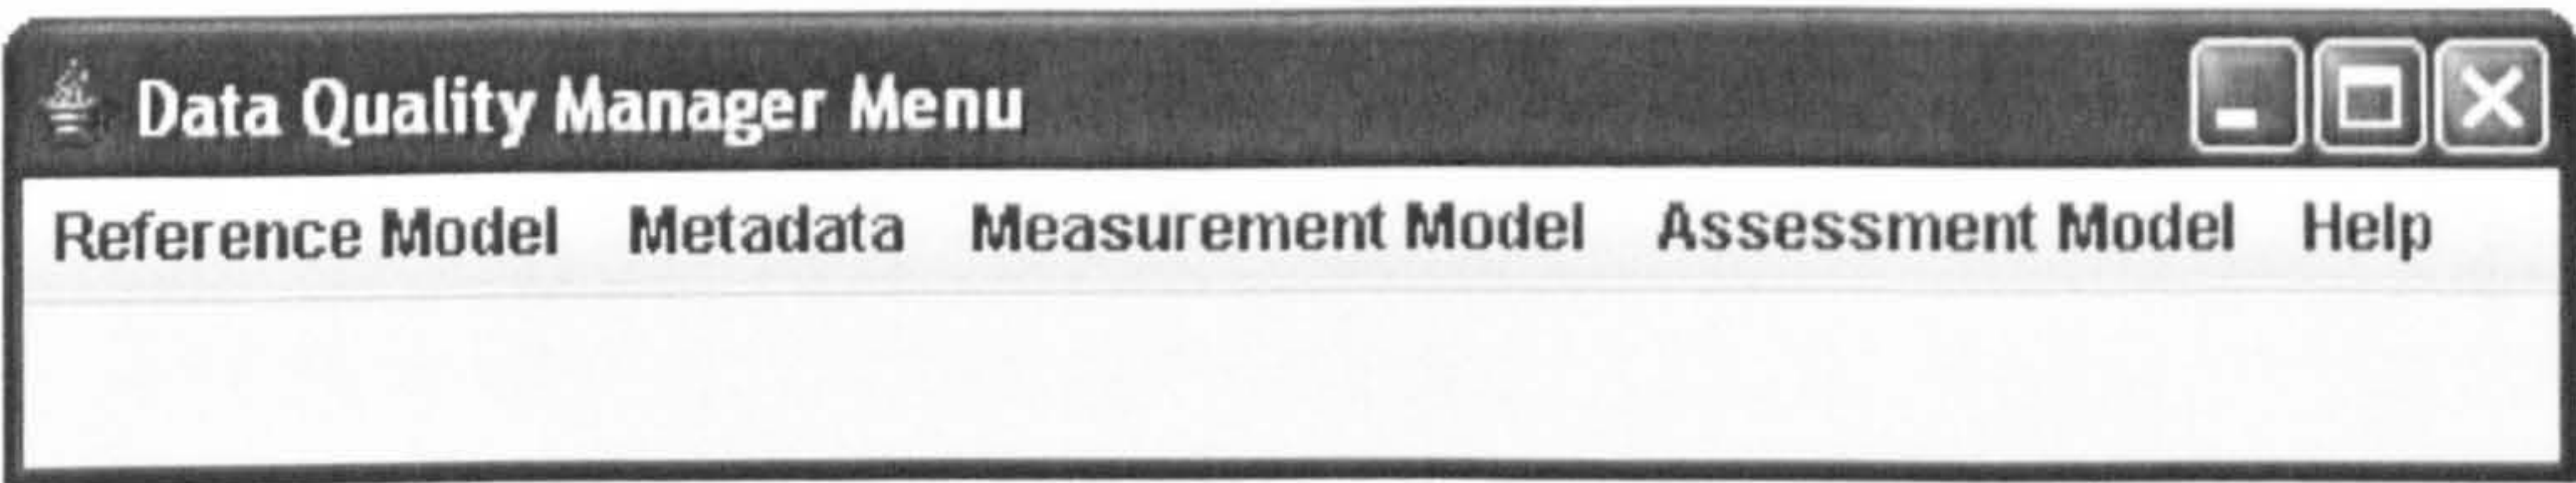 Data Quality Manager Menu
Reference Model Metadata Measurement Model Assessment Model Help